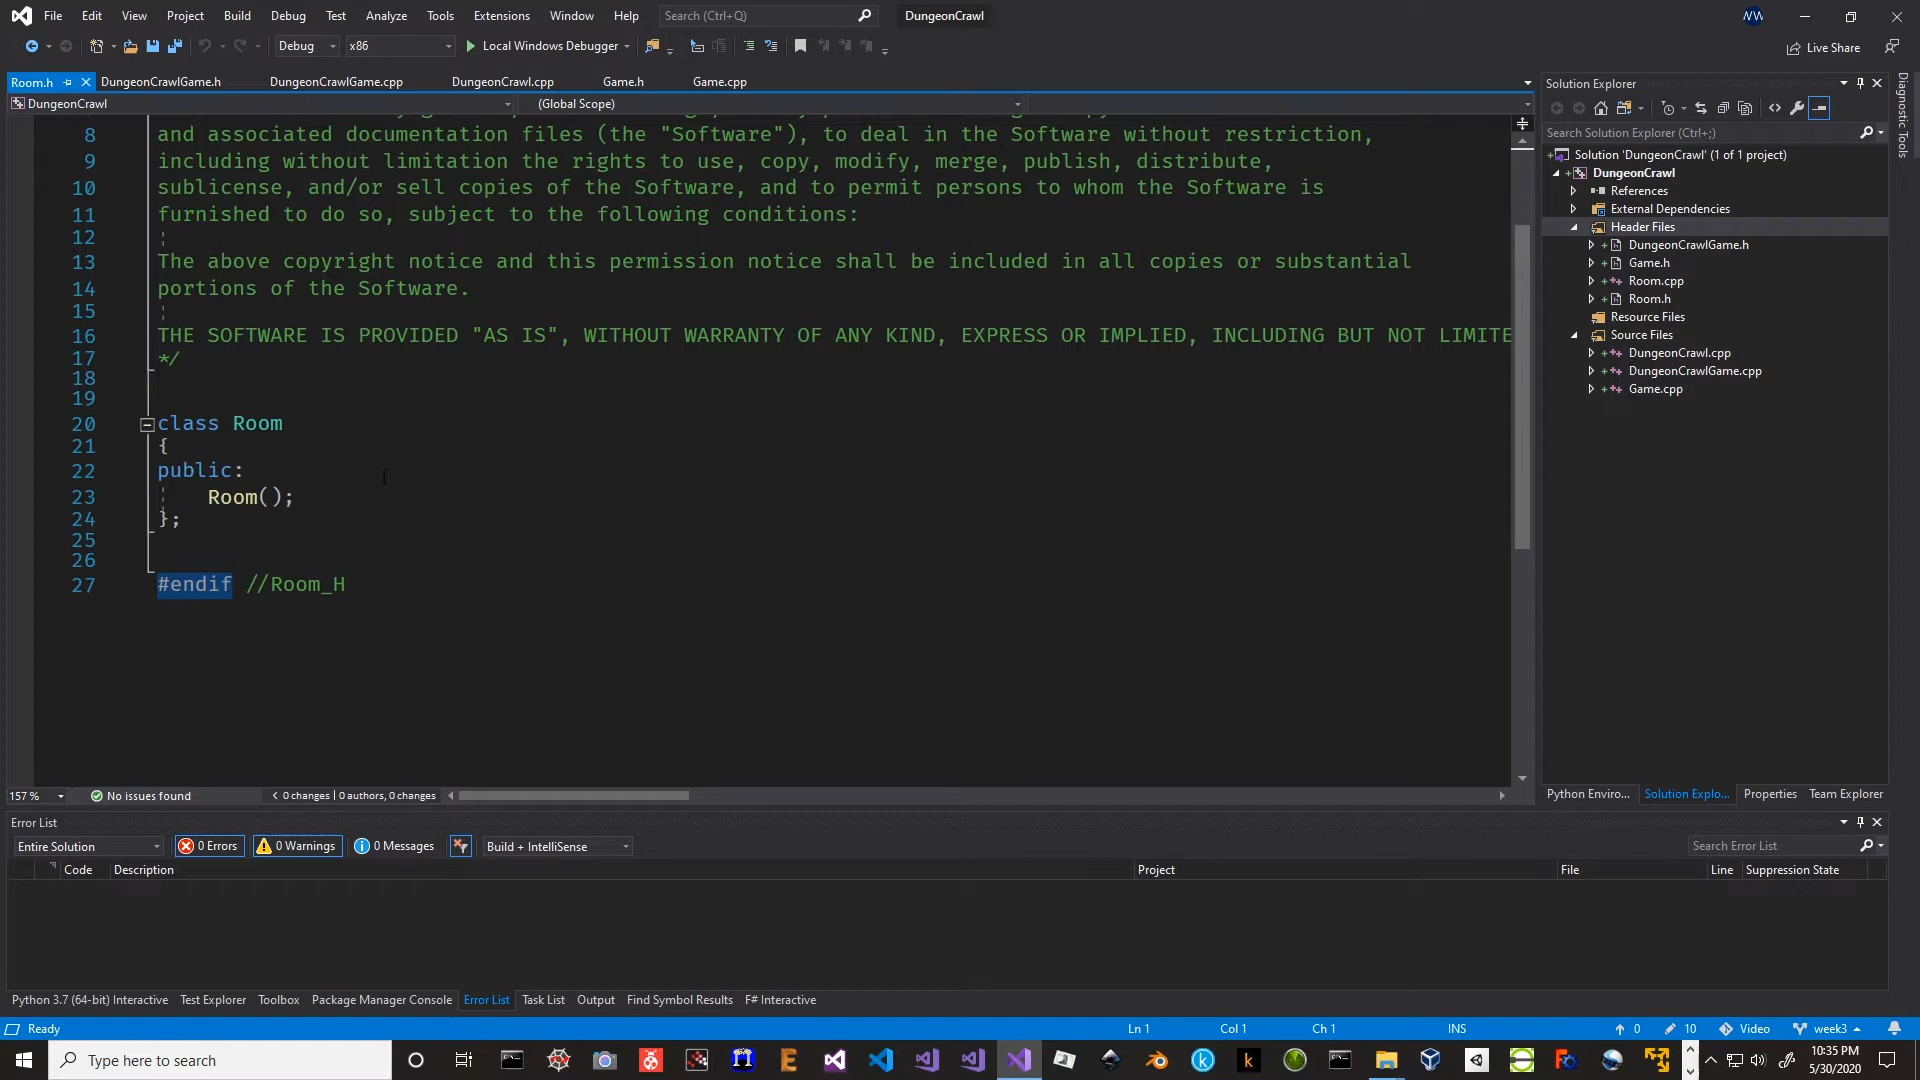 File Edit View Project Build Debug Test Analyze Tools Extensions Window Help Search (Ctrl+Q) DungeonCrawl
Debug x86 Local Windows Debugger Live Share
Room.h DungeonCrawlGame.h DungeonCrawlGame.cpp DungeonCrawl.cpp Game.h Game.cpp
DungeonCrawl (Global Scope)
8 and associated documentation files (the "Software"), to deal in the Software without restriction,
9 including without limitation the rights to use, copy, modify, merge, publish, distribute,
10 sublicense, and/or sell copies of the Software, and to permit persons to whom the Software is
11 furnished to do so, subject to the following conditions:
12
13 The above copyright notice and this permission notice shall be included in all copies or substantial
14 portions of the Software.
15
16 THE SOFTWARE IS PROVIDED "AS IS", WITHOUT WARRANTY OF ANY KIND, EXPRESS OR IMPLIED, INCLUDING BUT NOT LIMITE
17 */
18
19
20 class Room
21 {
22 public:
23 Room();
24 };
25
26
27 #endif //Room_H
157 % No issues found 0 changes | 0 authors, 0 changes
Solution Explorer
Search Solution Explorer (Ctrl+;)
Solution 'DungeonCrawl' (1 of 1 project)
DungeonCrawl
References
External Dependencies
Header Files
DungeonCrawlGame.h
Game.h
Room.cpp
Room.h
Resource Files
Source Files
DungeonCrawl.cpp
DungeonCrawlGame.cpp
Game.cpp
Python Enviro... Solution Explo... Properties Team Explorer
Diagnostic Tools
Error List
Entire Solution 0 Errors 0 Warnings 0 Messages Build + IntelliSense Search Error List
Code Description Project File Line Suppression State
Python 3.7 (64-bit) Interactive Test Explorer Toolbox Package Manager Console Error List Task List Output Find Symbol Results F# Interactive
Ready Ln 1 Col 1 Ch 1 INS 0 10 Video week3
Type here to search
10:35 PM
5/30/2020